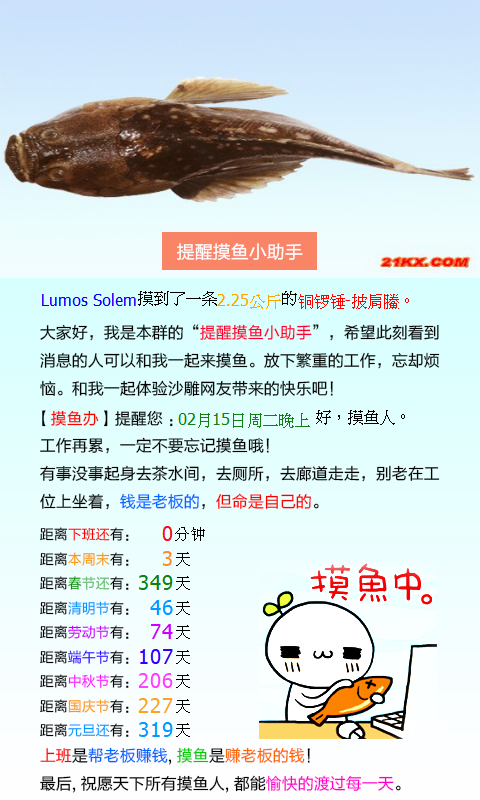 提醒摸鱼小助手
21KX.COM
Lumos Solem摸到了一条2.25公斤的铜锣锤-披肩䲢。
大家好，我是本群的“提醒摸鱼小助手”，希望此刻看到
消息的人可以和我一起来摸鱼。放下繁重的工作，忘却烦
恼。和我一起体验沙雕网友带来的快乐吧！
【摸鱼办】提醒您：02月15日周二晚上 好，摸鱼人。
工作再累，一定不要忘记摸鱼哦！
有事没事起身去茶水间，去厕所，去廊道走走，别老在工
位上坐着，钱是老板的，但命是自己的。
距离下班还有： 0分钟
距离本周末有： 3天
距离春节还有： 349天
距离清明节有： 46天
距离劳动节有： 74天
距离端午节有： 107天
距离中秋节有： 206天
距离国庆节有： 227天
距离元旦还有： 319天
摸魚中。
上班是帮老板赚钱, 摸鱼是赚老板的钱！
最后, 祝愿天下所有摸鱼人, 都能愉快的渡过每一天。